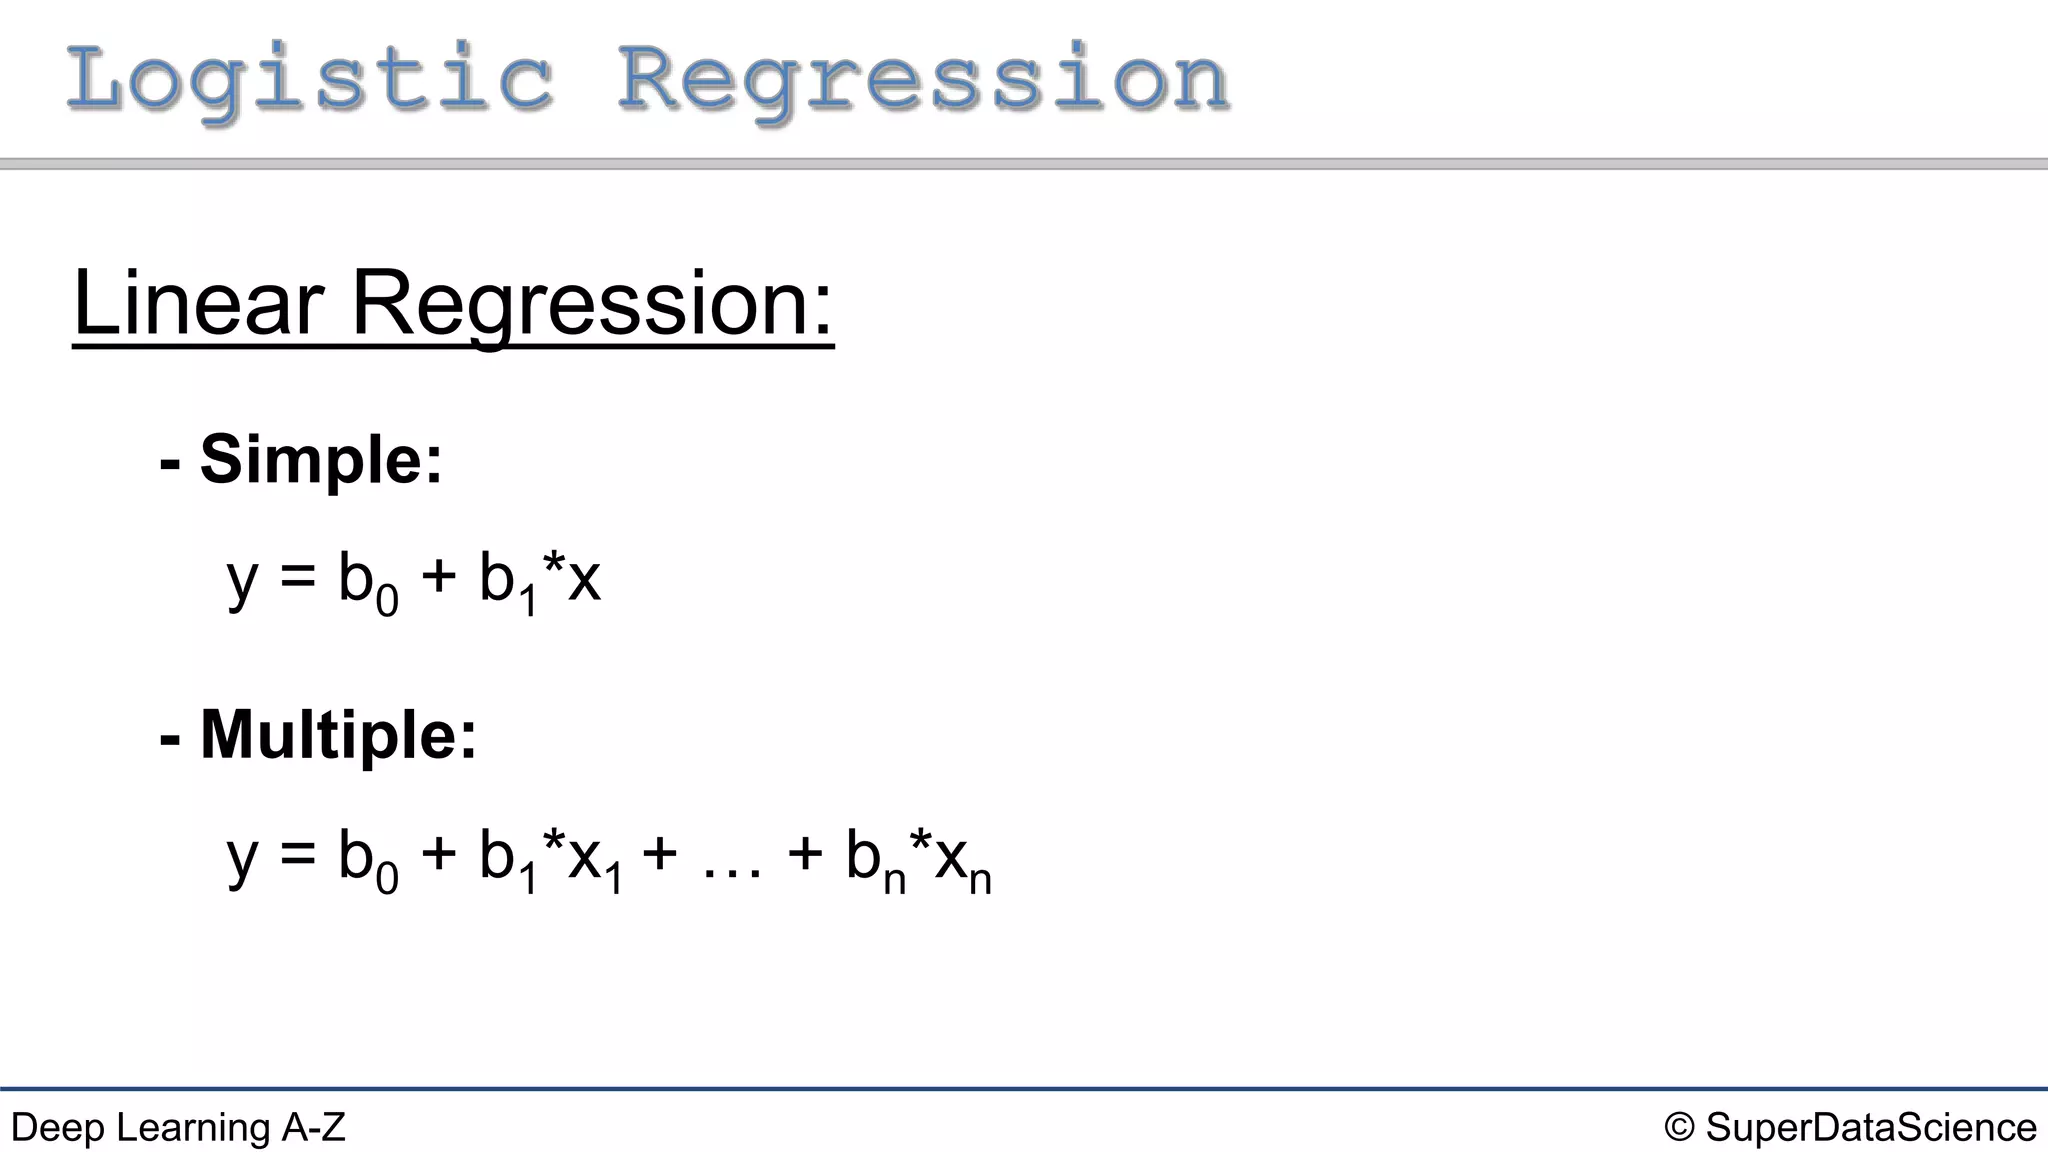 Logistic Regression
Linear Regression:
- Simple:
y = b₀ + b₁*x
- Multiple:
y = b₀ + b₁*x₁ + … + bₙ*xₙ
Deep Learning A-Z
© SuperDataScience